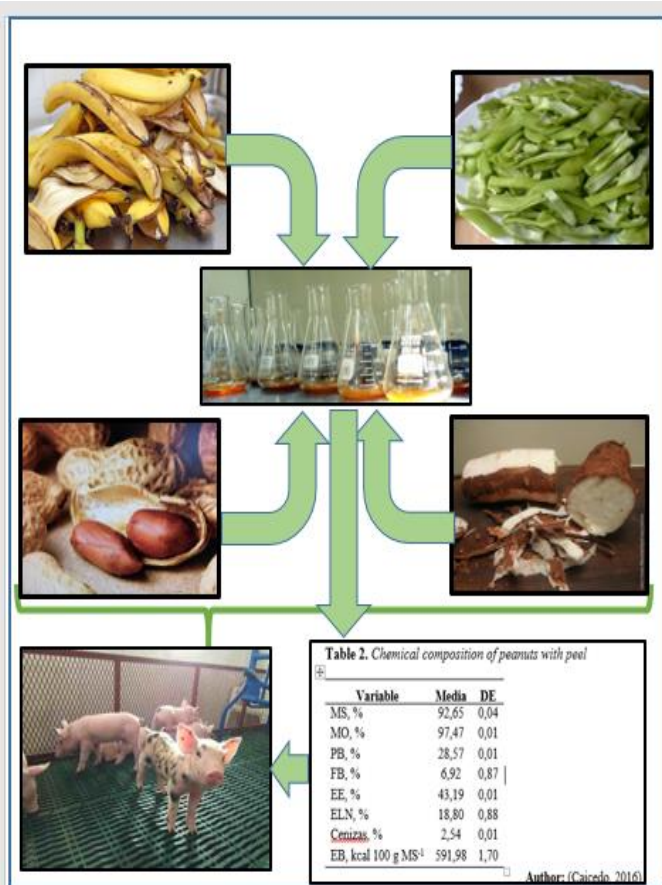 Table 2. Chemical composition of peanuts with peel
Variable Media DE
MS, % 92,65 0,04
MO, % 97,47 0,01
PB, % 28,57 0,01
FB, % 6,92 0,87
EE, % 43,19 0,01
ELN, % 18,80 0,88
Cenizas, % 2,54 0,01
EB, kcal 100 g MS-1 591,98 1,70
Author: (Caicedo, 2016)